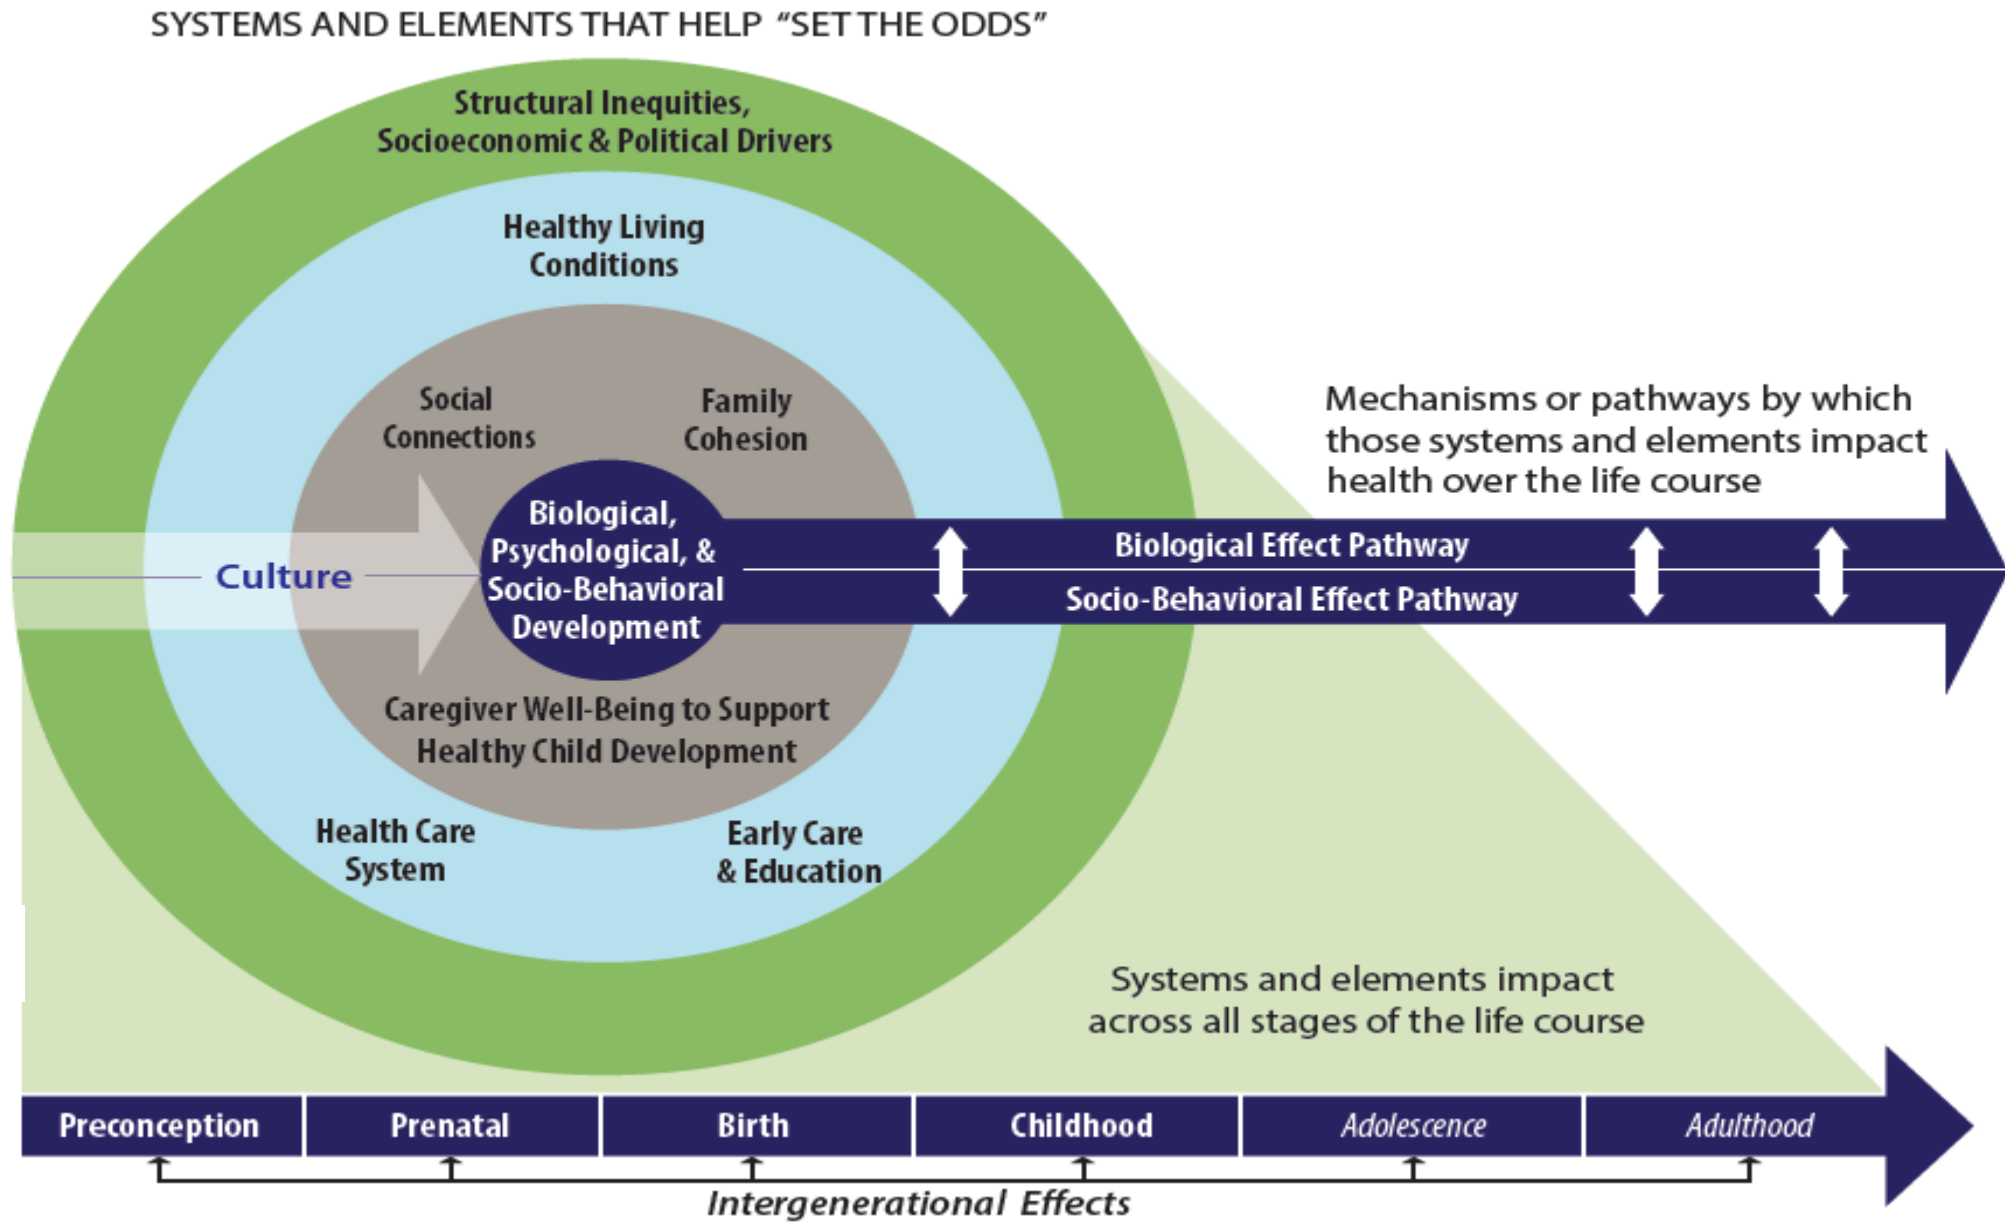 SYSTEMS AND ELEMENTS THAT HELP “SET THE ODDS”
Structural Inequities,
Socioeconomic & Political Drivers
Healthy Living
Conditions
Social
Connections
Family
Cohesion
Culture
Biological,
Psychological, &
Socio-Behavioral
Development
Caregiver Well-Being to Support
Healthy Child Development
Health Care
System
Early Care
& Education
Mechanisms or pathways by which
those systems and elements impact
health over the life course
Biological Effect Pathway
Socio-Behavioral Effect Pathway
Systems and elements impact
across all stages of the life course
Preconception
Prenatal
Birth
Childhood
Adolescence
Adulthood
Intergenerational Effects